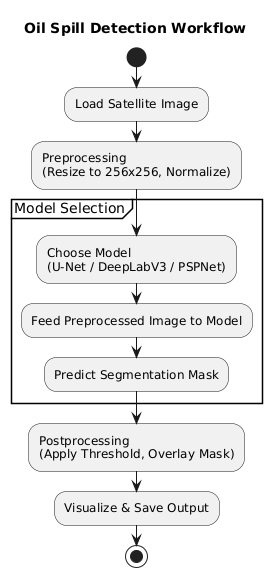 Oil Spill Detection Workflow
Load Satellite Image
Preprocessing
(Resize to 256x256, Normalize)
Model Selection
Choose Model
(U-Net / DeepLabV3 / PSPNet)
Feed Preprocessed Image to Model
Predict Segmentation Mask
Postprocessing
(Apply Threshold, Overlay Mask)
Visualize & Save Output